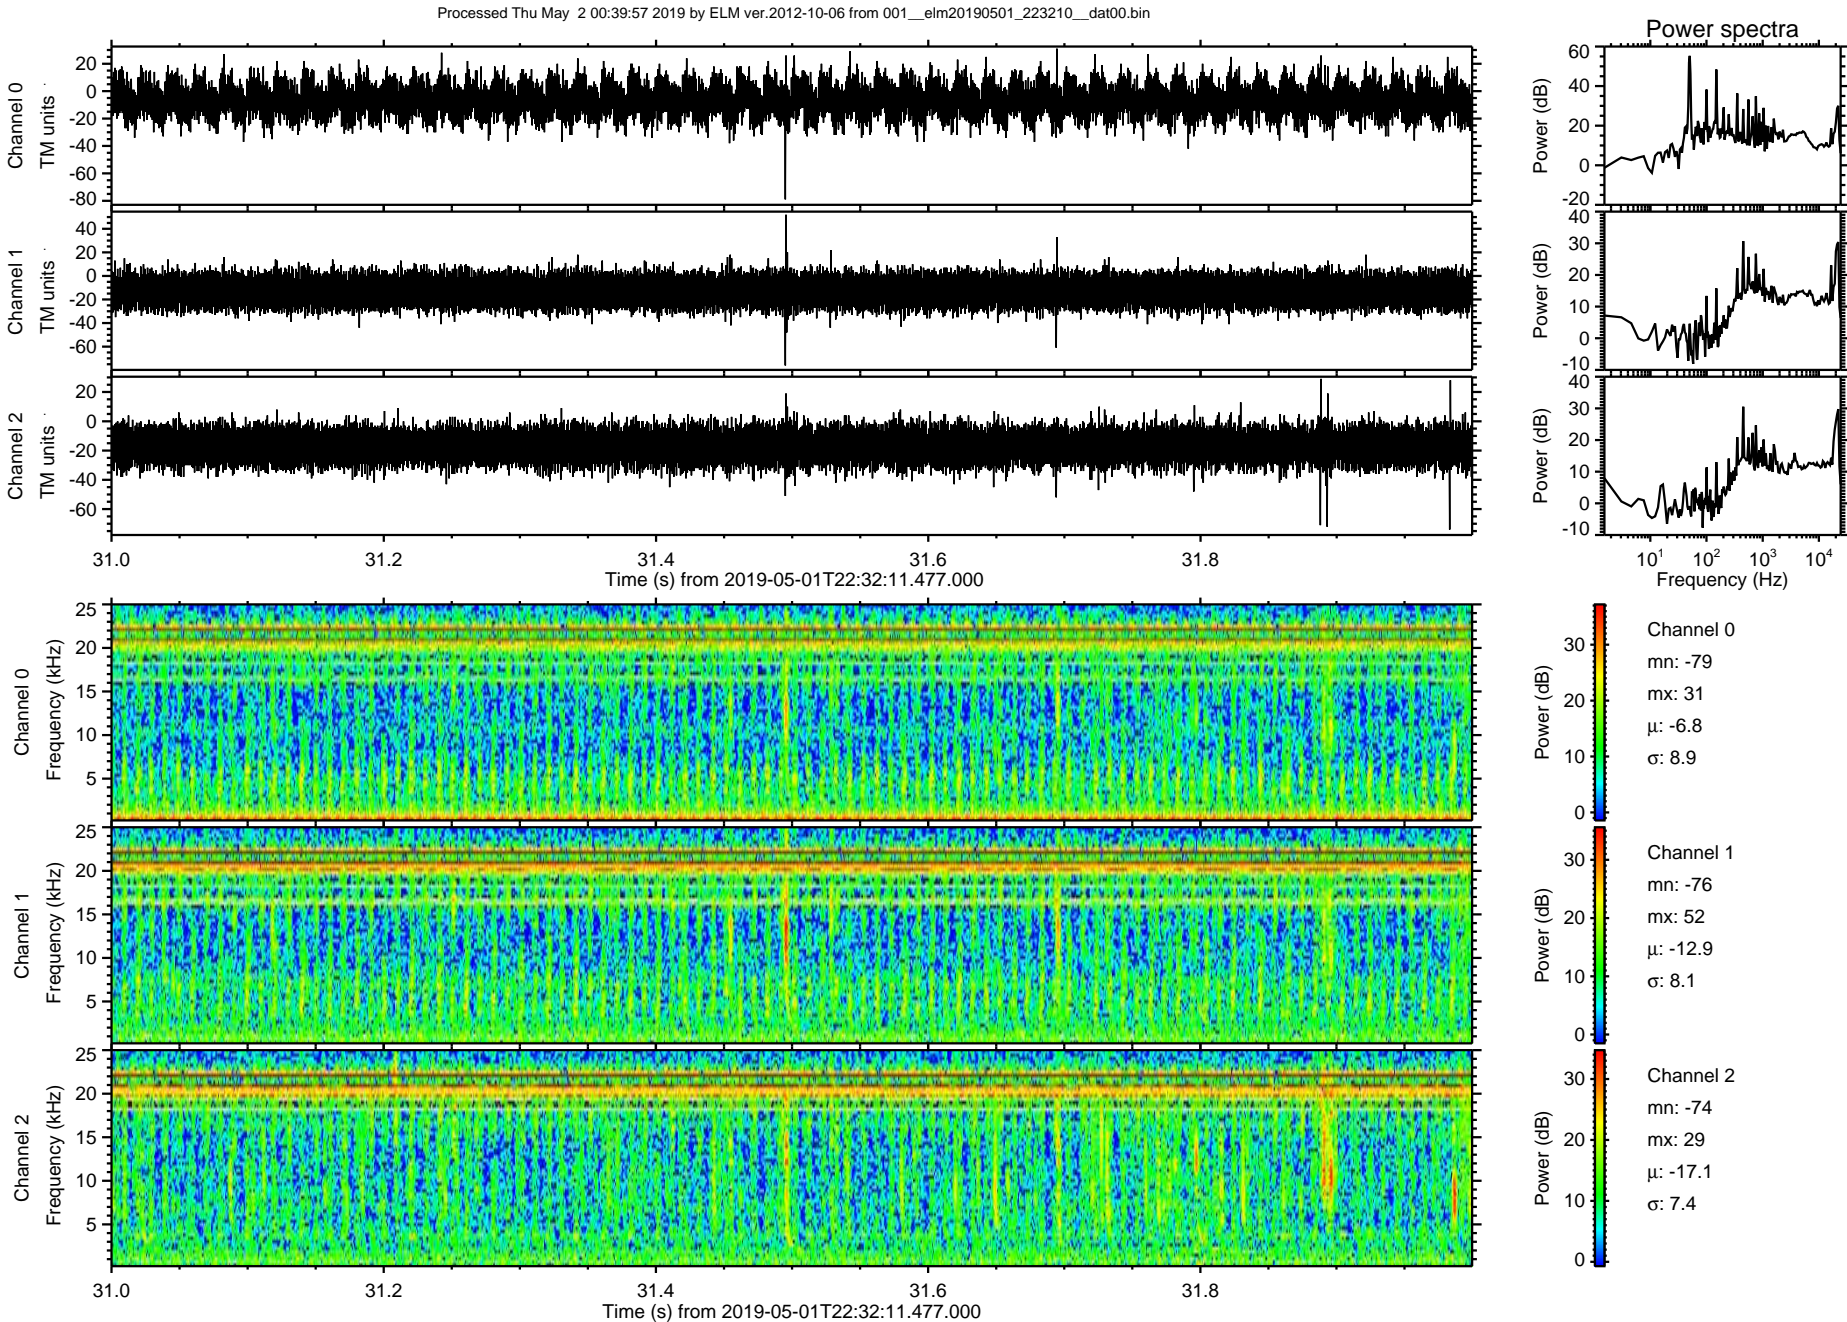 Processed Thu May  2 00:39:57 2019 by ELM ver.2012-10-06 from 001__elm20190501_223210__dat00.bin
Power spectra
Channel 0
TM units
20
0
-20
-40
-60
-80
Power (dB)
60
40
20
0
-20
Channel 1
TM units
40
20
0
-20
-40
-60
Power (dB)
40
30
20
10
0
-10
Channel 2
TM units
20
0
-20
-40
-60
Power (dB)
40
30
20
10
0
-10
31.0 31.2 31.4 31.6 31.8
Time (s) from 2019-05-01T22:32:11.477.000
10¹ 10² 10³ 10⁴
Frequency (Hz)
Channel 0
Frequency (kHz)
25
20
15
10
5
Power (dB)
30
20
10
0
Channel 0
mn: -79
mx: 31
μ: -6.8
σ: 8.9
Channel 1
Frequency (kHz)
25
20
15
10
5
Power (dB)
30
20
10
0
Channel 1
mn: -76
mx: 52
μ: -12.9
σ: 8.1
Channel 2
Frequency (kHz)
25
20
15
10
5
Power (dB)
30
20
10
0
Channel 2
mn: -74
mx: 29
μ: -17.1
σ: 7.4
31.0 31.2 31.4 31.6 31.8
Time (s) from 2019-05-01T22:32:11.477.000